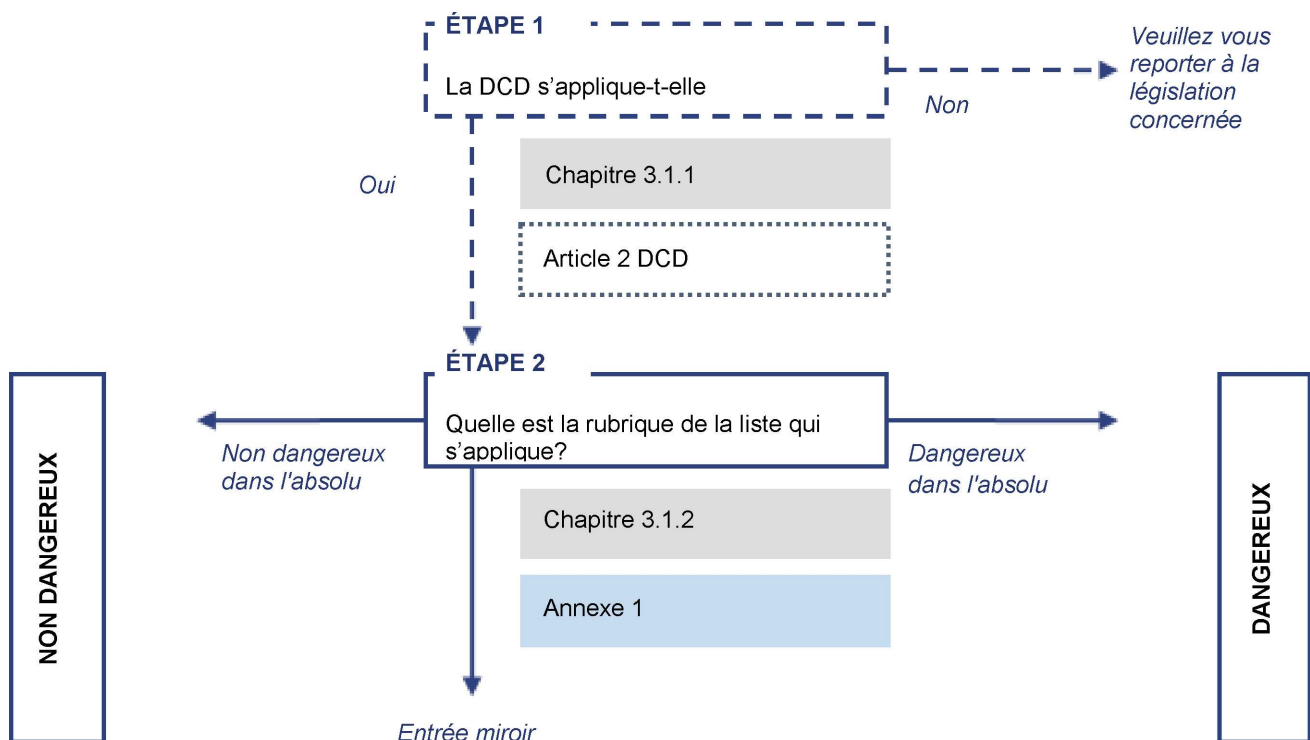 ÉTAPE 1
La DCD s’applique-t-elle
Non
Veuillez vous
reporter à la
législation
concernée
Oui
Chapitre 3.1.1
Article 2 DCD
ÉTAPE 2
Quelle est la rubrique de la liste qui
s’applique?
Non dangereux
dans l'absolu
Dangereux
dans l'absolu
Chapitre 3.1.2
Annexe 1
NON DANGEREUX
DANGEREUX
Entrée miroir